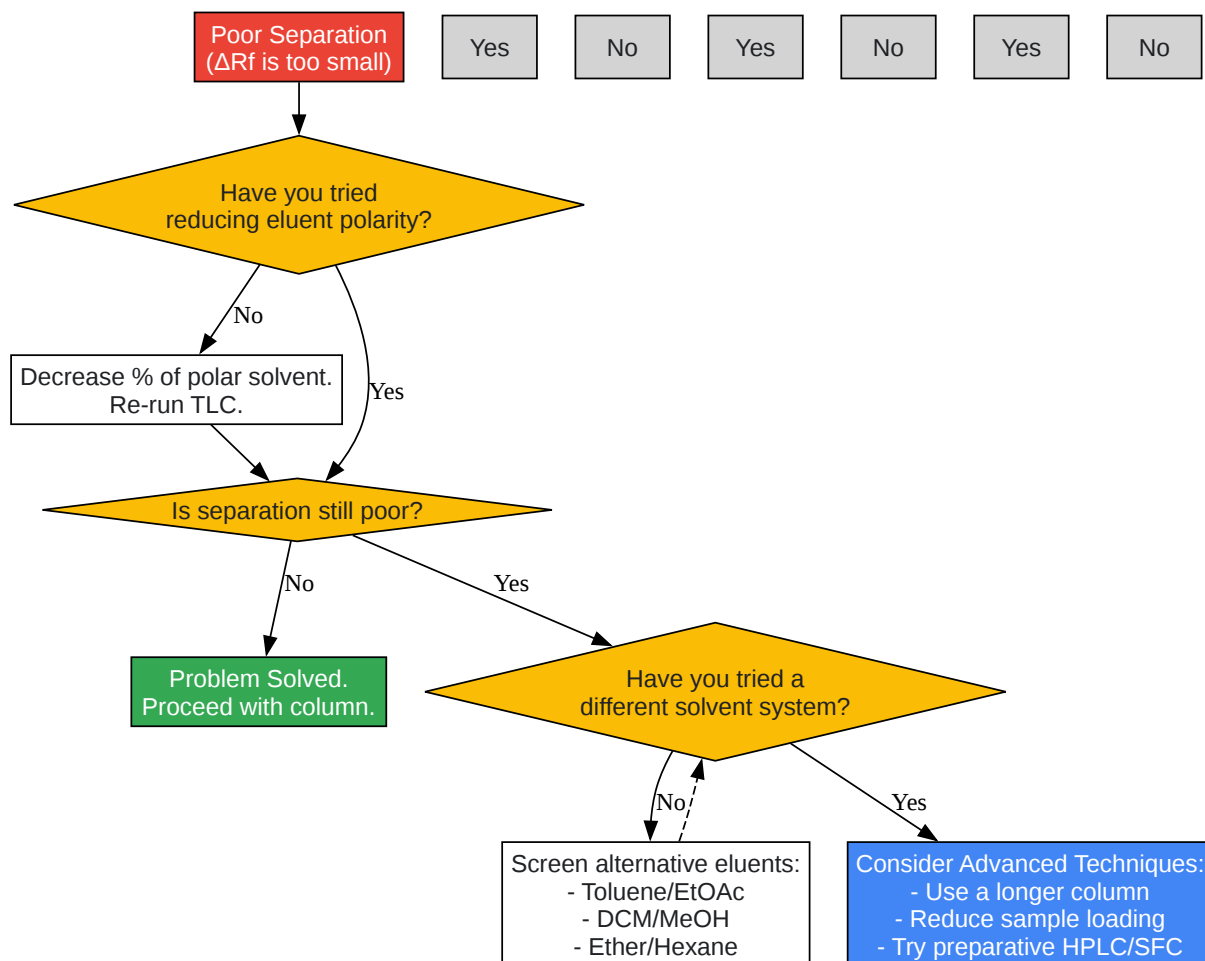 Poor Separation
(ΔRf is too small)
Yes
No
Yes
No
Yes
No
Have you tried
reducing eluent polarity?
No
Yes
Decrease % of polar solvent.
Re-run TLC.
Is separation still poor?
No
Yes
Problem Solved.
Proceed with column.
Have you tried a
different solvent system?
No
Yes
Screen alternative eluents:
- Toluene/EtOAc
- DCM/MeOH
- Ether/Hexane
Consider Advanced Techniques:
- Use a longer column
- Reduce sample loading
- Try preparative HPLC/SFC